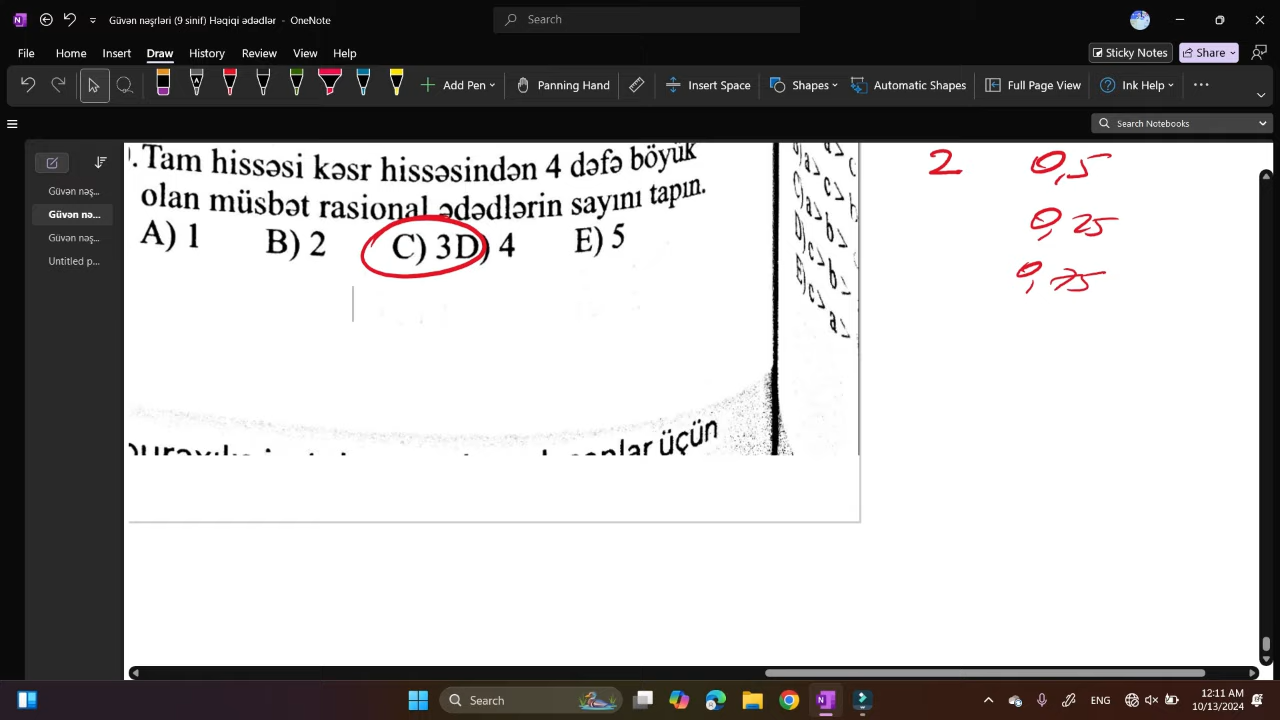 Güvən nəşrləri (9 sinif) Həqiqi ədədlər - OneNote
Search
File Home Insert Draw History Review View Help
Sticky Notes Share
Add Pen Panning Hand Insert Space Shapes Automatic Shapes Full Page View Ink Help
Search Notebooks
Güvən nəş...
Güvən nə...
Güvən nəş...
Untitled p...
.Tam hissəsi kəsr hissəsindən 4 dəfə böyük
olan müsbət rasional ədədlərin sayını tapın.
A) 1 B) 2 C) 3 D) 4 E) 5
2 0,5
0,25
0,75
a>
c>
C) a> b>
D) c> b>
E) c> a>
üçün
Search
ENG
12:11 AM
10/13/2024